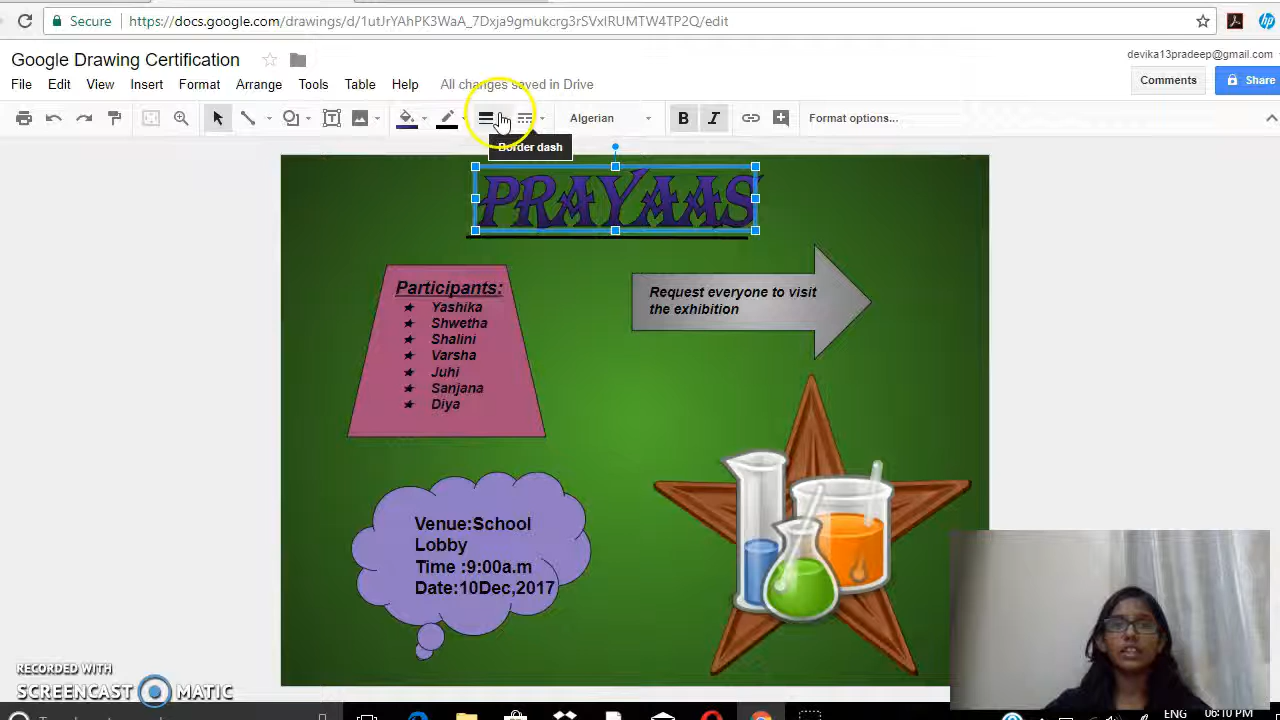 Secure
https://docs.google.com/drawings/d/1utJrYAhPK3WaA_7Dxja9gmukcrg3rSVxlRUMTW4TP2Q/edit
Google Drawing Certification
devika13pradeep@gmail.com
File Edit View Insert Format Arrange Tools Table Help All changes saved in Drive
Comments
Share
Algerian
B I
Format options...
Border dash
PRAYAAS
Participants:
★ Yashika
★ Shwetha
★ Shalini
★ Varsha
★ Juhi
★ Sanjana
★ Diya
Request everyone to visit
the exhibition
Venue:School
Lobby
Time :9:00a.m
Date:10Dec,2017
RECORDED WITH
SCREENCAST MATIC
ENG
06:10 PM